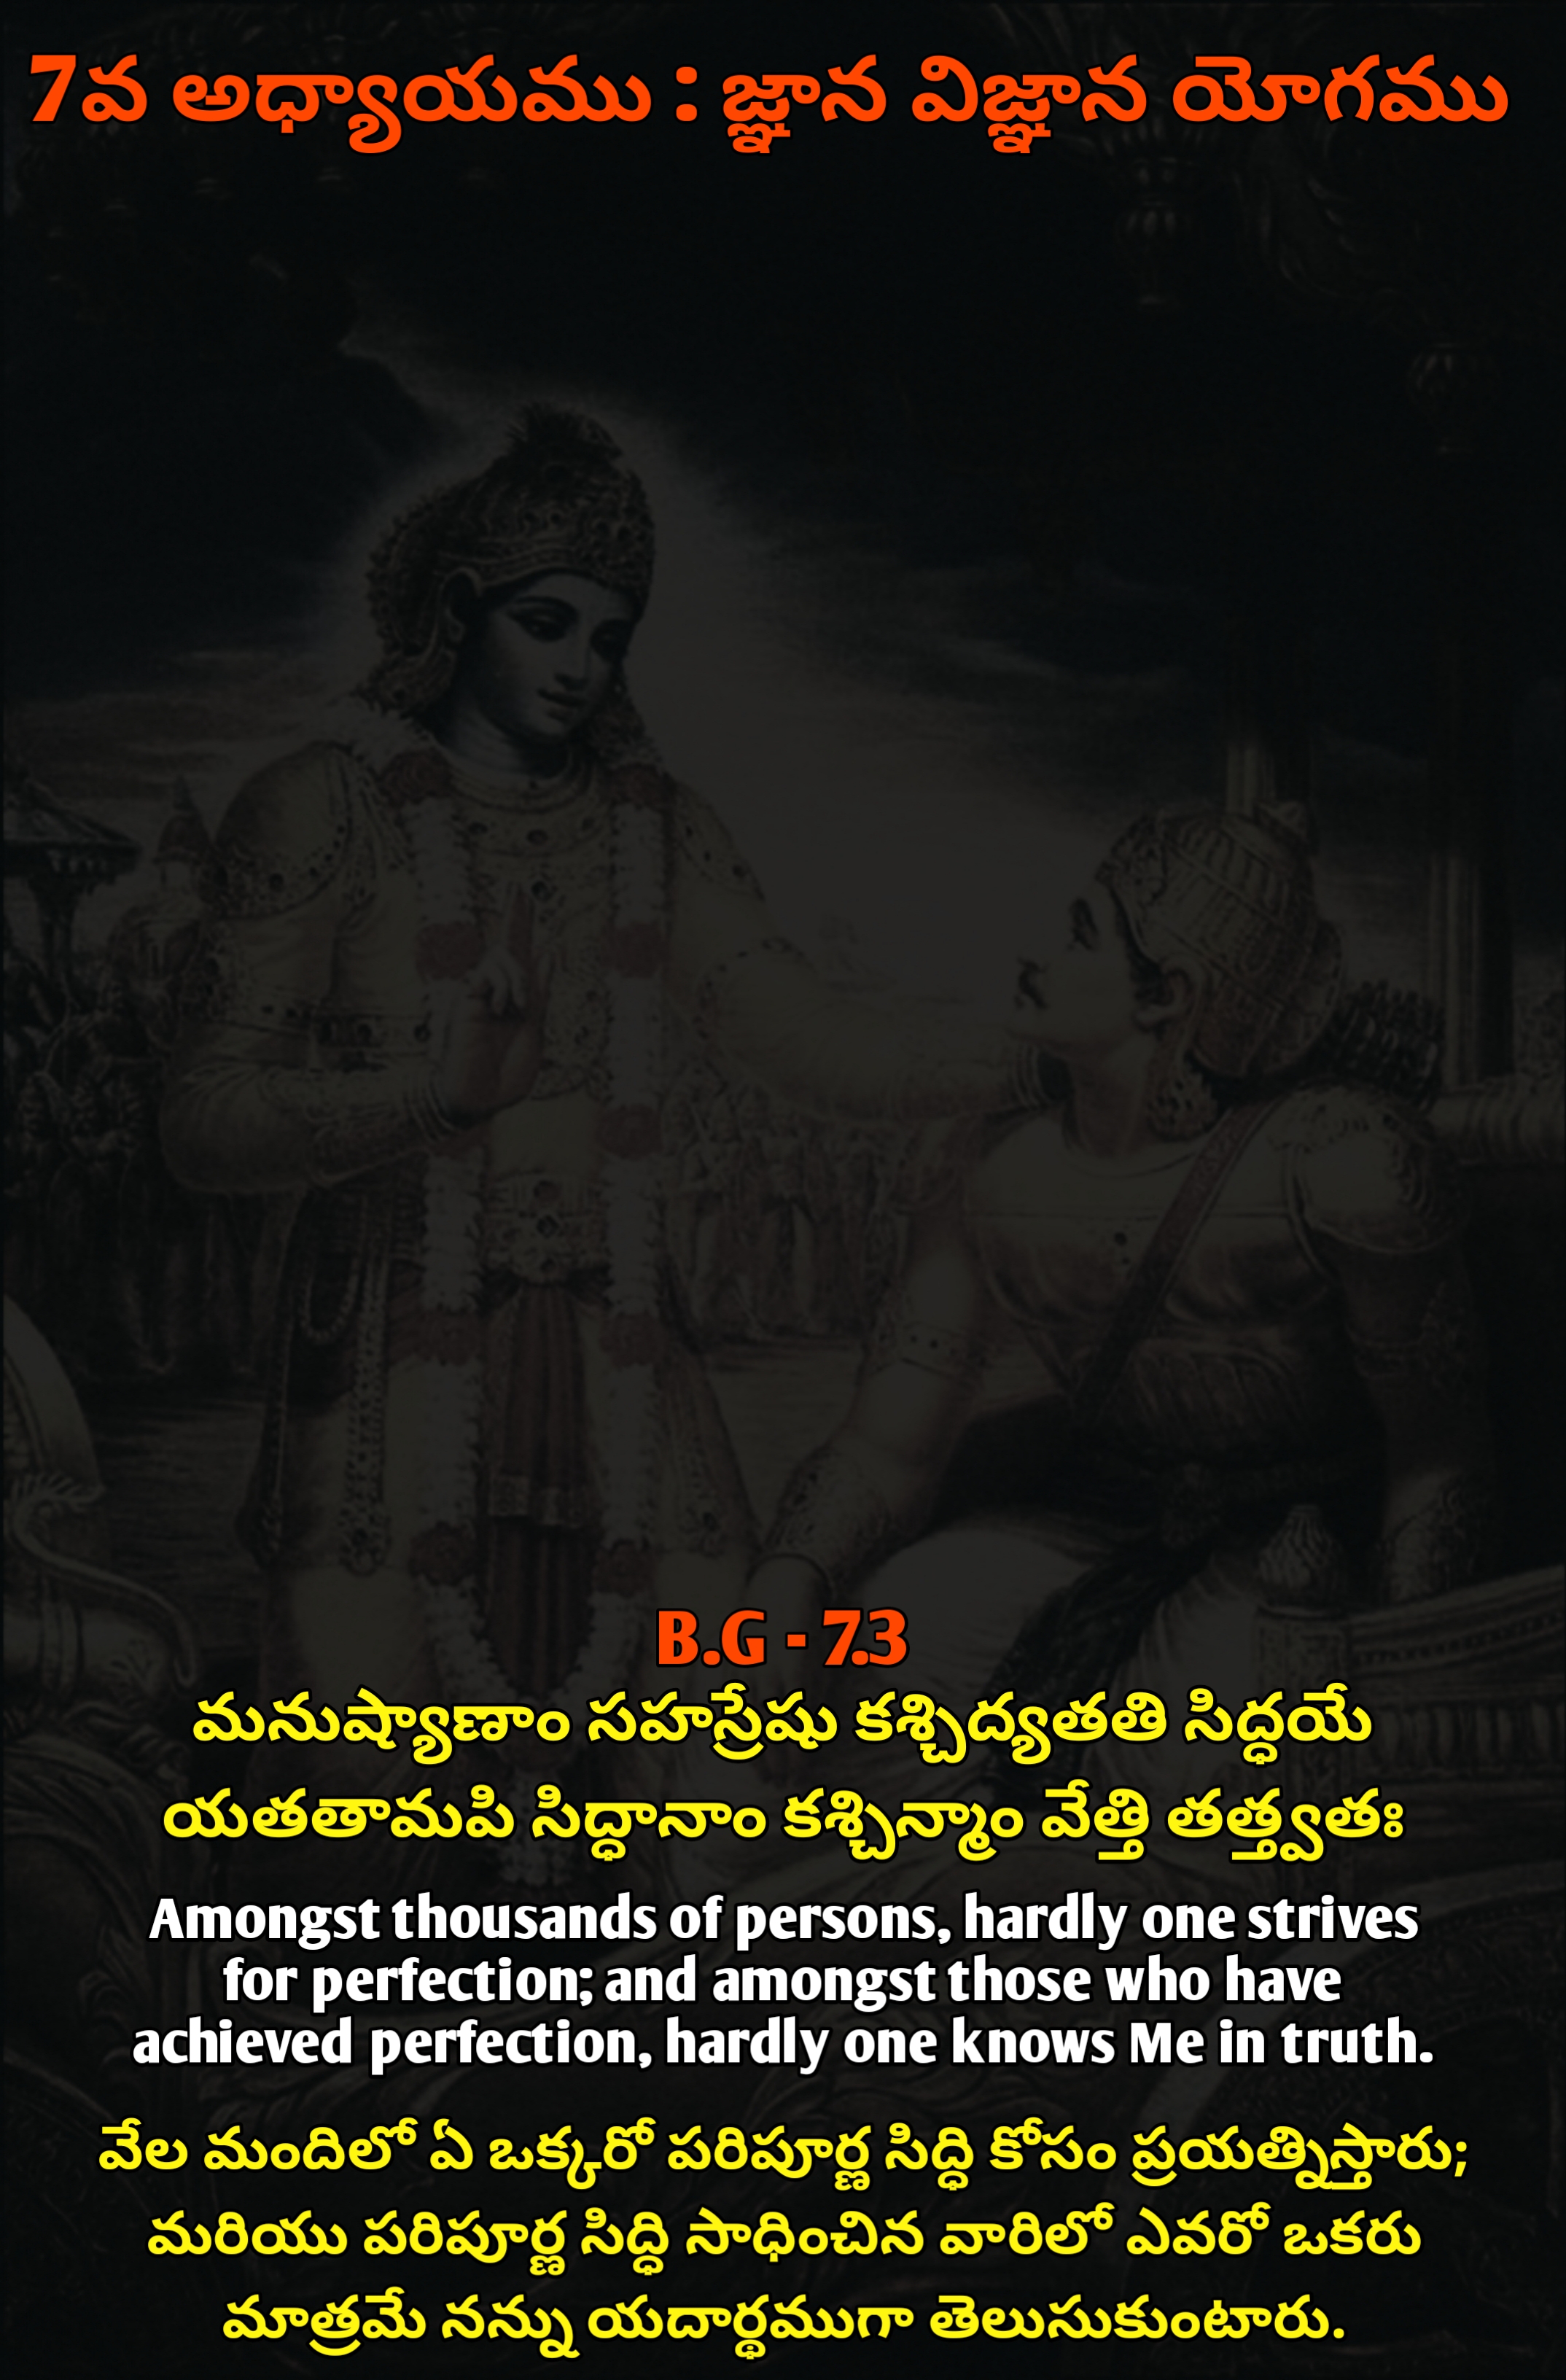 7వ అధ్యాయము : జ్ఞాన విజ్ఞాన యోగము
B.G - 7.3
మనుష్యాణాం సహస్రేషు కశ్చిద్యతతి సిద్ధయే
యతతామపి సిద్ధానాం కశ్చిన్మాం వేత్తి తత్త్వతః
Amongst thousands of persons, hardly one strives
for perfection; and amongst those who have
achieved perfection, hardly one knows Me in truth.
వేల మందిలో ఏ ఒక్కరో పరిపూర్ణ సిద్ధి కోసం ప్రయత్నిస్తారు;
మరియు పరిపూర్ణ సిద్ధి సాధించిన వారిలో ఎవరో ఒకరు
మాత్రమే నన్ను యదార్థముగా తెలుసుకుంటారు.